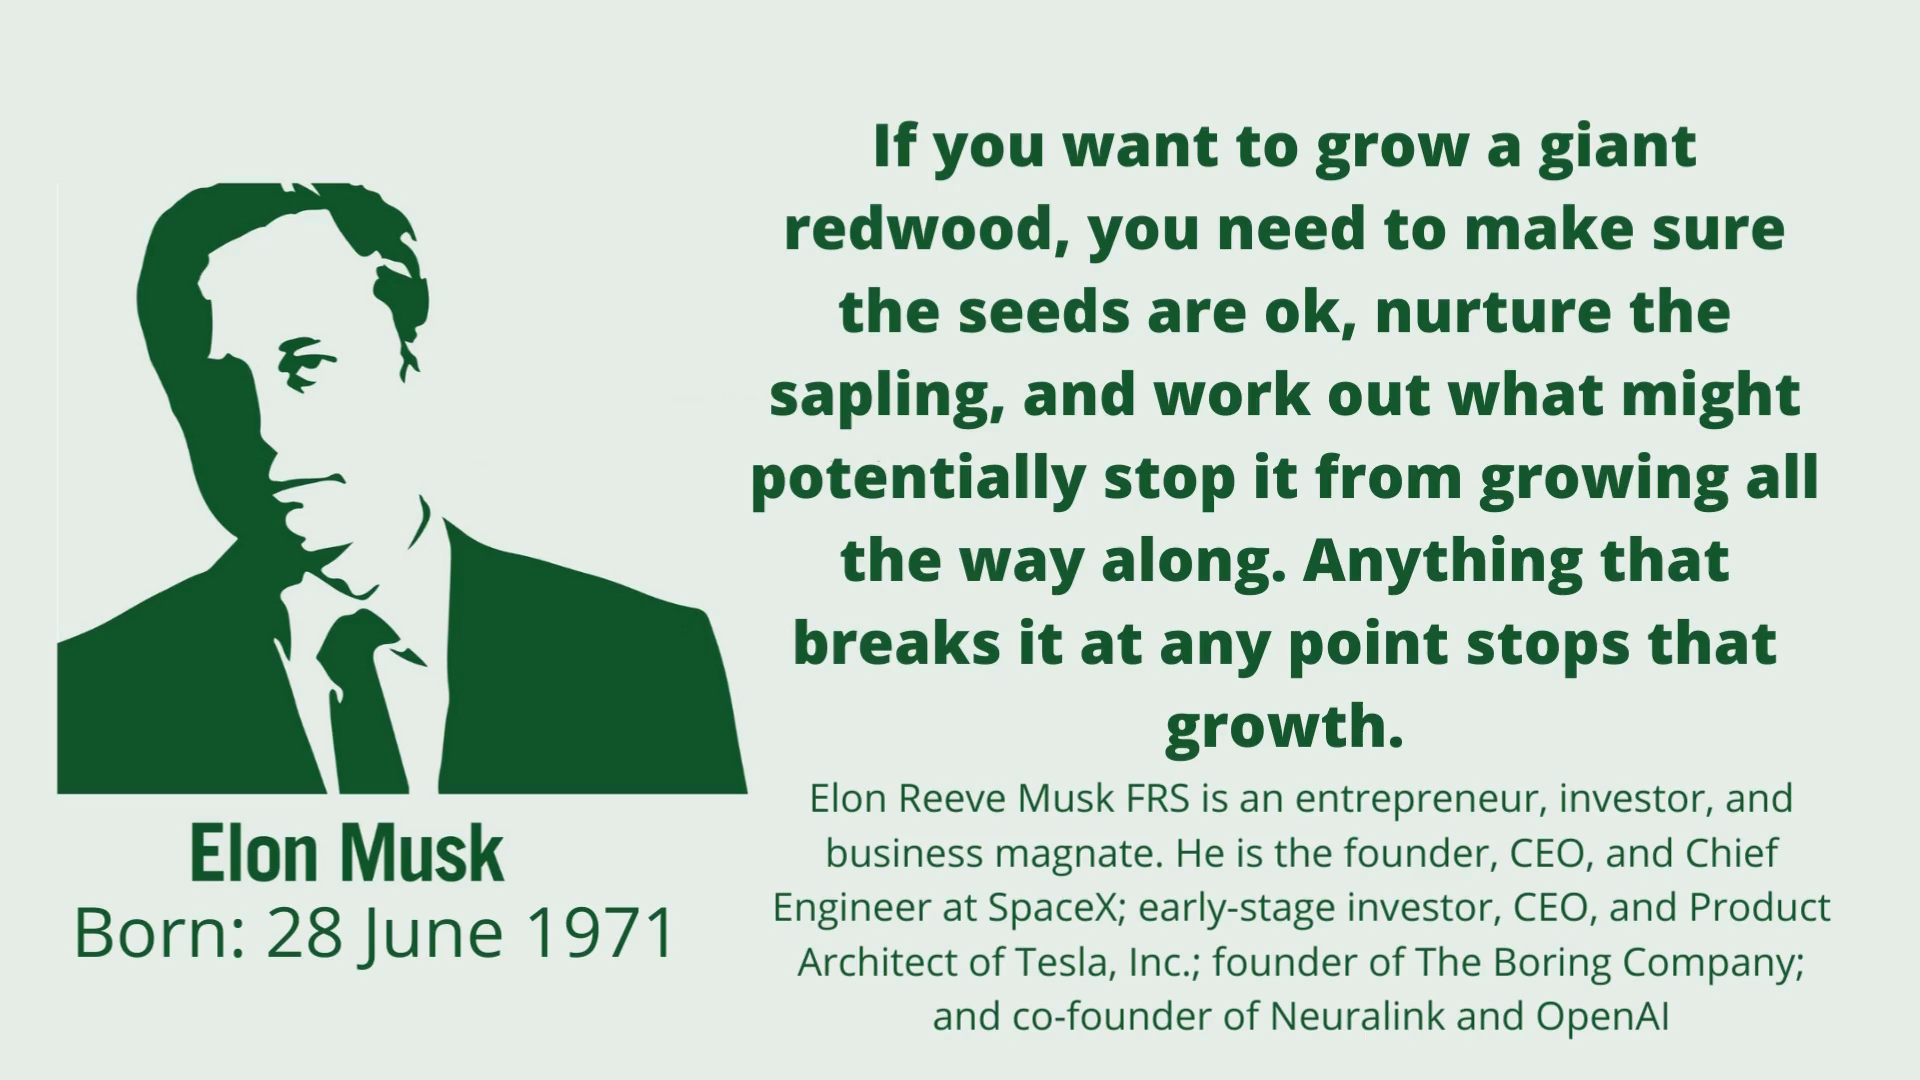 If you want to grow a giant
redwood, you need to make sure
the seeds are ok, nurture the
sapling, and work out what might
potentially stop it from growing all
the way along. Anything that
breaks it at any point stops that
growth.
Elon Reeve Musk FRS is an entrepreneur, investor, and
business magnate. He is the founder, CEO, and Chief
Engineer at SpaceX; early-stage investor, CEO, and Product
Architect of Tesla, Inc.; founder of The Boring Company;
and co-founder of Neuralink and OpenAI
Elon Musk
Born: 28 June 1971